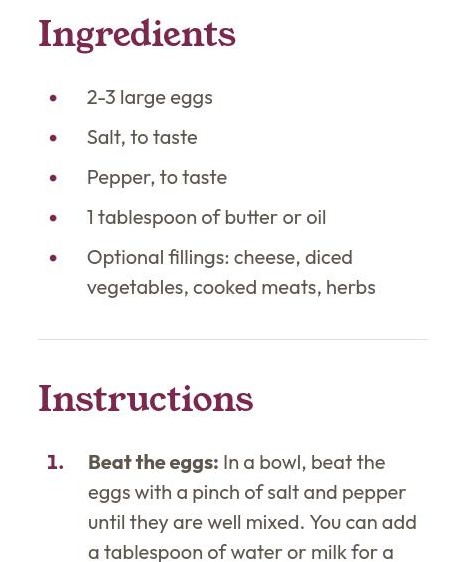 Ingredients
• 2-3 large eggs
• Salt, to taste
• Pepper, to taste
• 1 tablespoon of butter or oil
• Optional fillings: cheese, diced
vegetables, cooked meats, herbs
Instructions
1. Beat the eggs: In a bowl, beat the
eggs with a pinch of salt and pepper
until they are well mixed. You can add
a tablespoon of water or milk for a